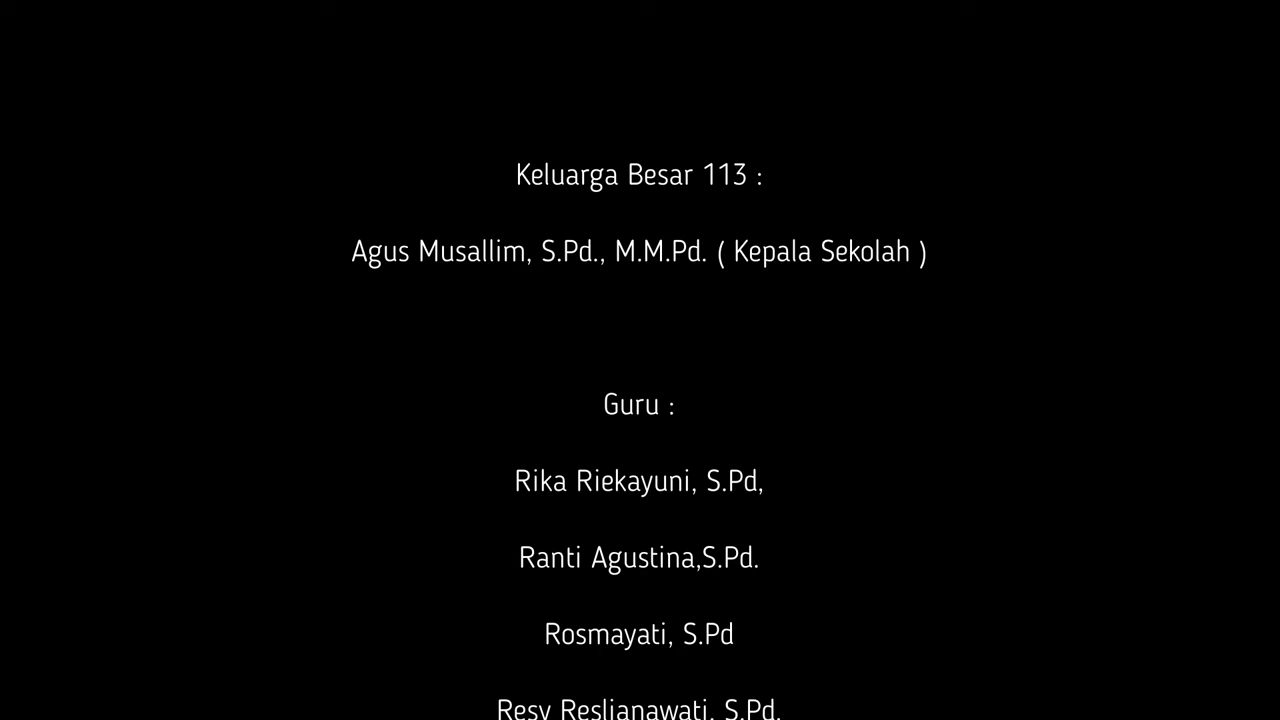 Keluarga Besar 113 :
Agus Musallim, S.Pd., M.M.Pd. ( Kepala Sekolah )
Guru :
Rika Riekayuni, S.Pd,
Ranti Agustina,S.Pd.
Rosmayati, S.Pd
Resy Reslianawati, S.Pd,